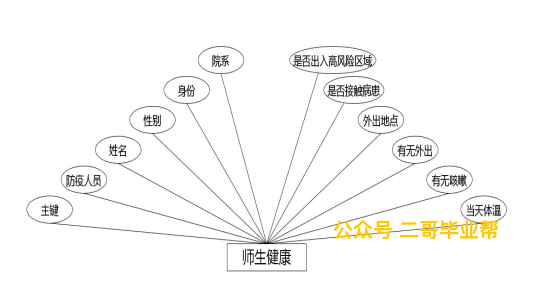 院系
是否出入高风险区域
身份
是否接触病患
性别
外出地点
姓名
有无外出
防疫人员
有无咳嗽
主键
当天体温
公众号 二哥毕业帮
师生健康